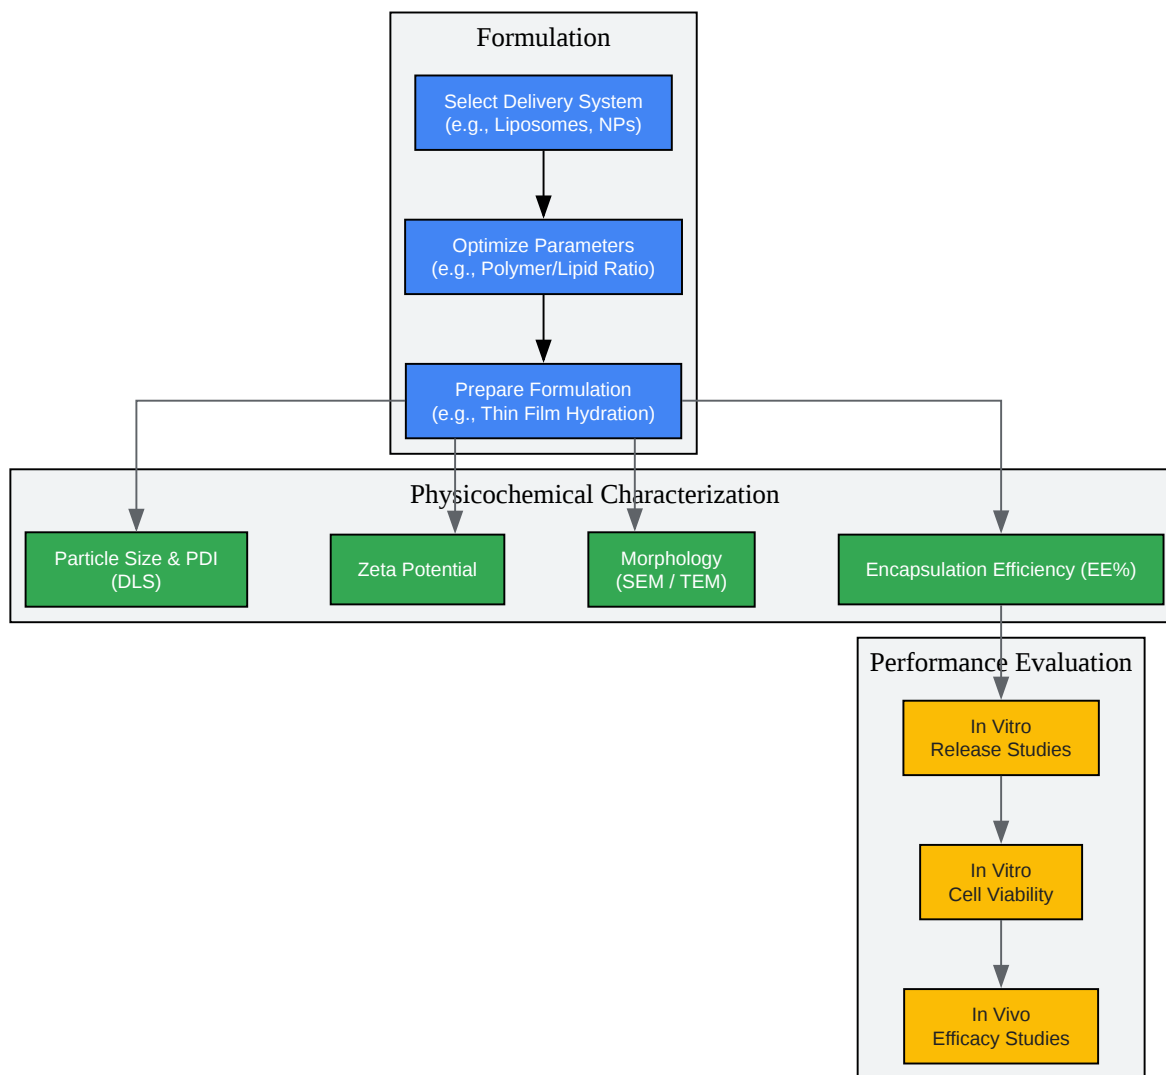 Formulation
Select Delivery System
(e.g., Liposomes, NPs)
Optimize Parameters
(e.g., Polymer/Lipid Ratio)
Prepare Formulation
(e.g., Thin Film Hydration)
Physicochemical Characterization
Particle Size & PDI
(DLS)
Zeta Potential
Morphology
(SEM / TEM)
Encapsulation Efficiency (EE%)
Performance Evaluation
In Vitro
Release Studies
In Vitro
Cell Viability
In Vivo
Efficacy Studies